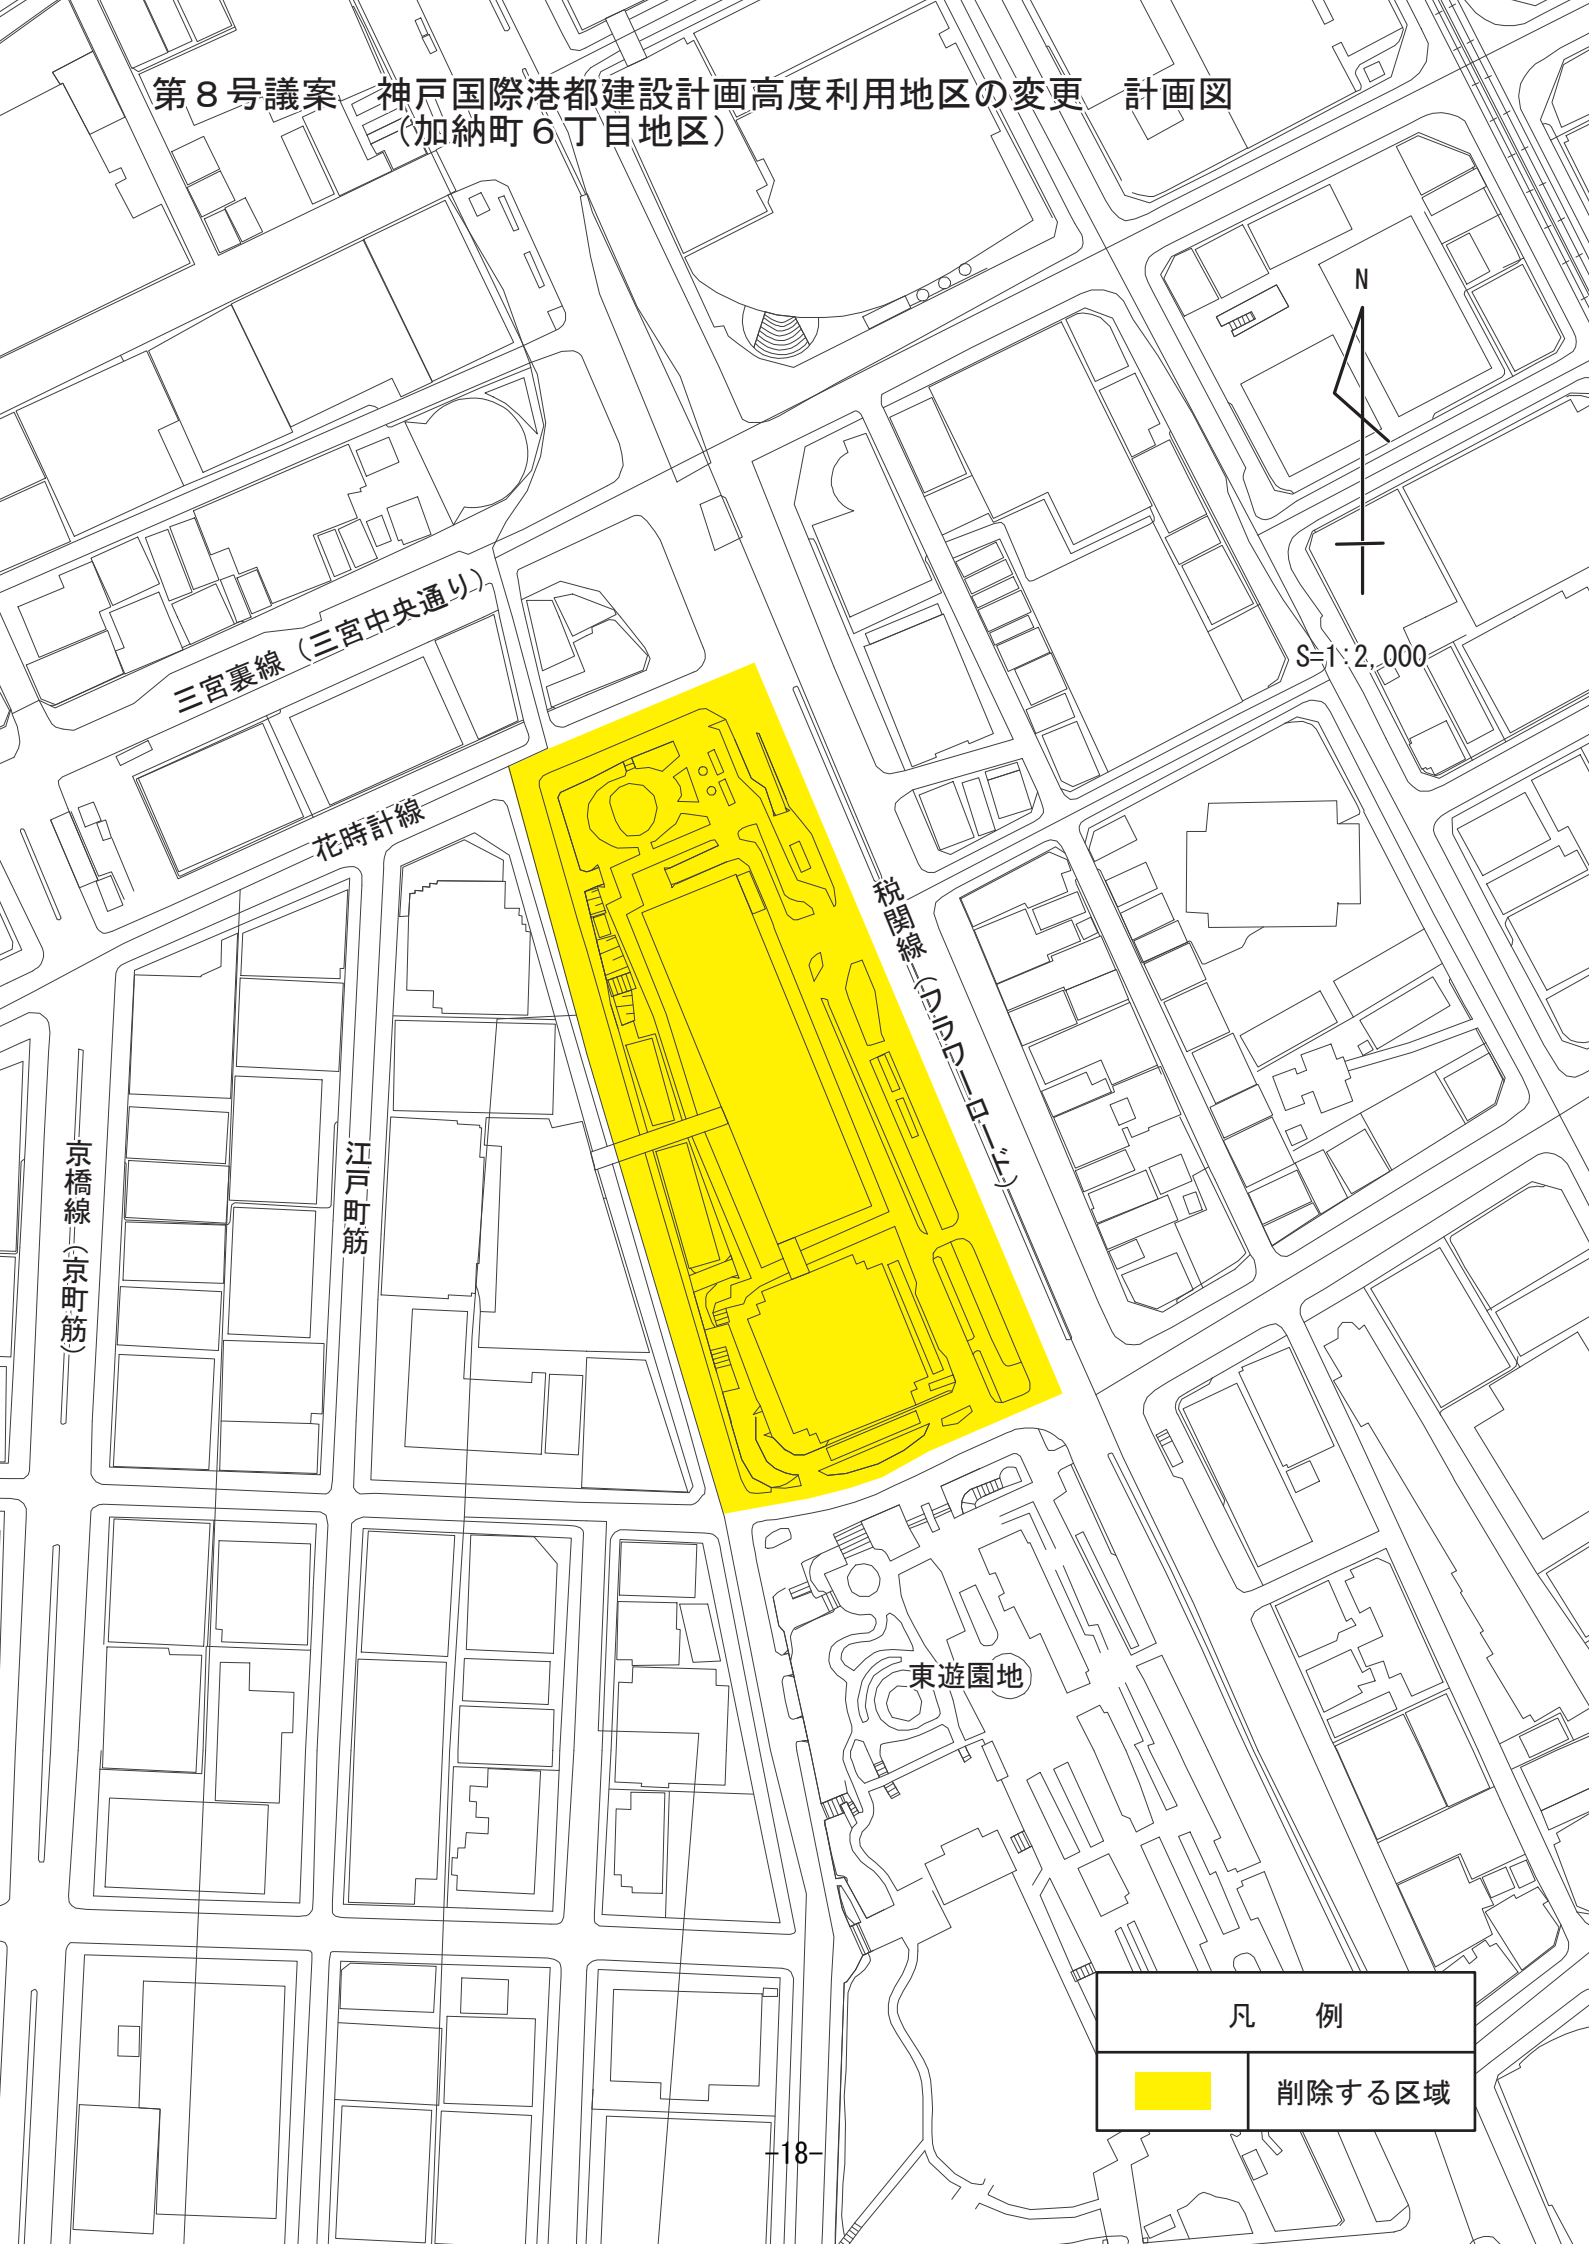 第８号議案　神戸国際港都建設計画高度利用地区の変更　計画図
（加納町６丁目地区）
N
S=1:2,000
三宮裏線（三宮中央通り）
花時計線
税関線（フラワーロード）
京橋線（京町筋）
江戸町筋
東遊園地
凡　例
削除する区域
-18-